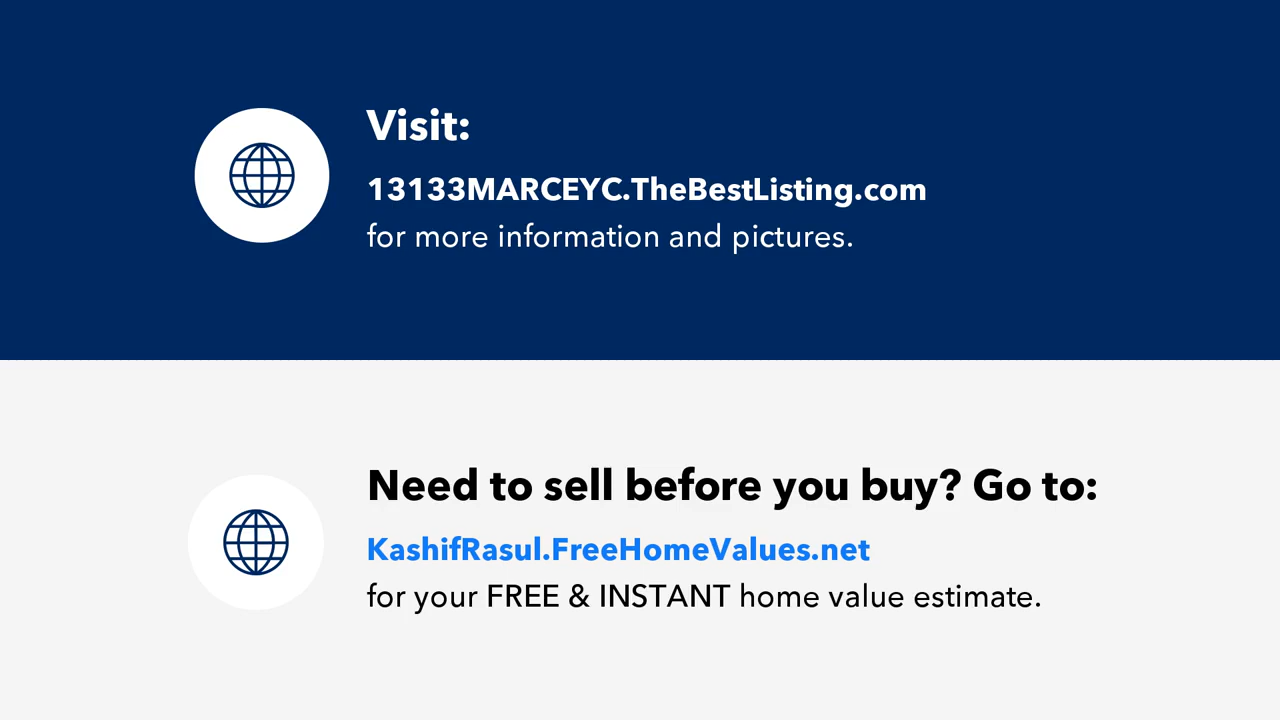 Visit:
13133MARCEYC.TheBestListing.com
for more information and pictures.
Need to sell before you buy? Go to:
KashifRasul.FreeHomeValues.net
for your FREE & INSTANT home value estimate.